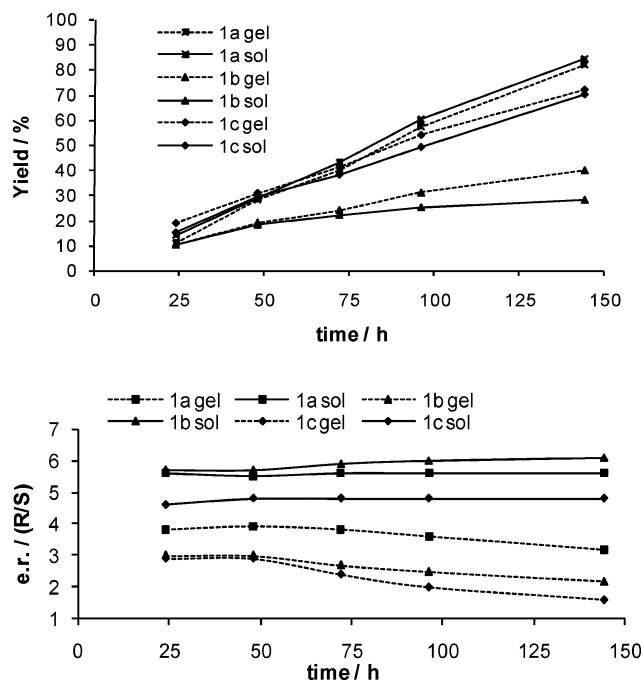 100
90
80
70
60
50
40
30
20
10
0
Yield / %
1a gel
1a sol
1b gel
1b sol
1c gel
1c sol
0 25 50 75 100 125 150
time / h
1a gel 1a sol 1b gel
1b sol 1c gel 1c sol
7
6
5
4
3
2
1
e.r. / (R/S)
0 25 50 75 100 125 150
time / h